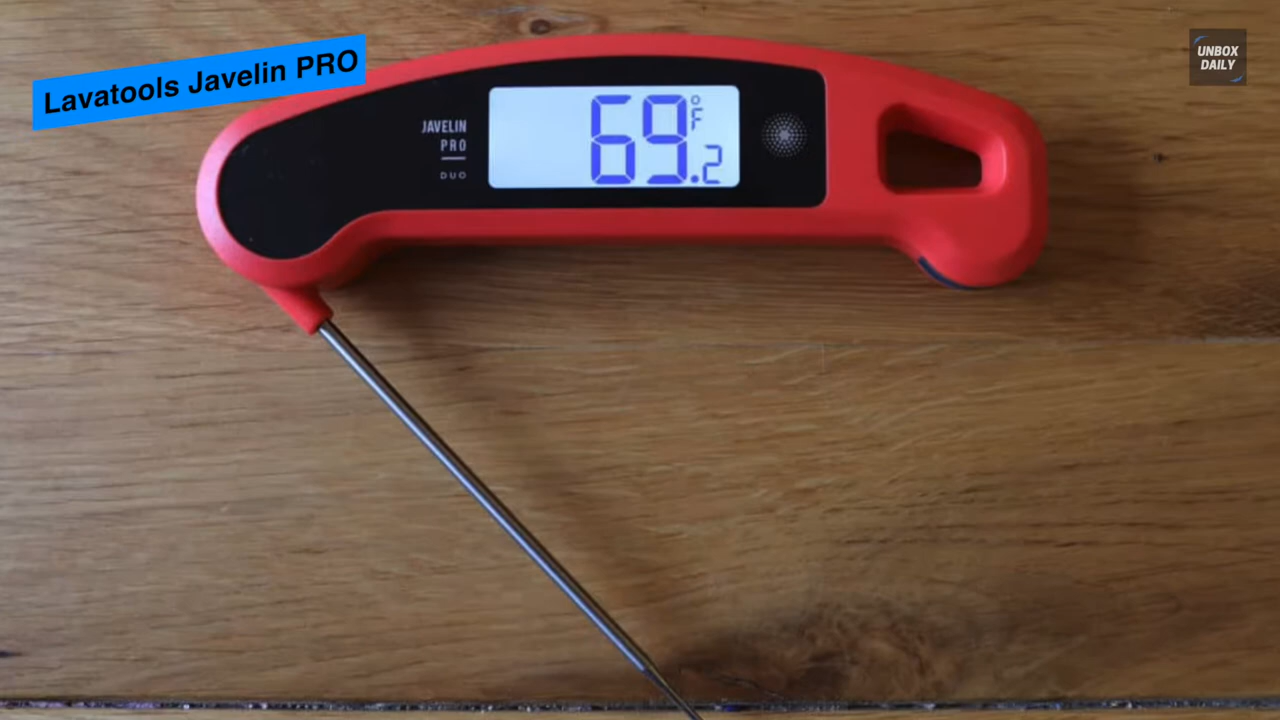 Lavatools Javelin PRO
UNBOX
DAILY
JAVELIN
PRO
DUO
69.2°F